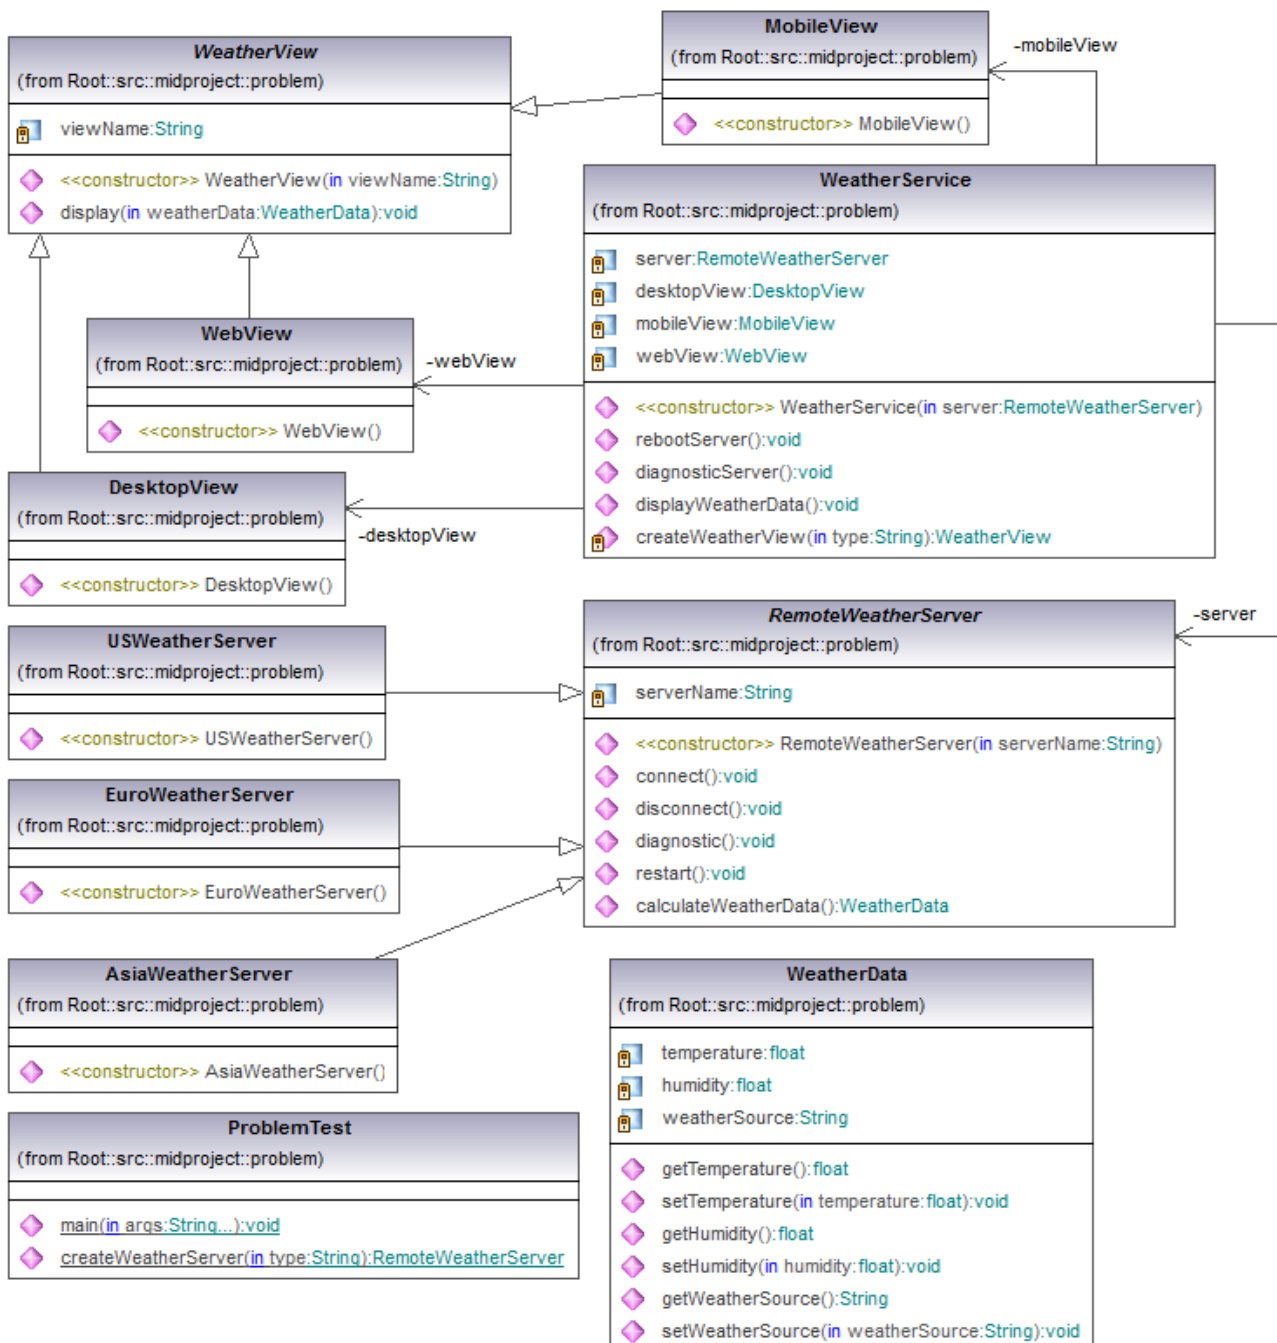 WeatherView
(from Root::src::midproject::problem)
viewName:String
<<constructor>> WeatherView(in viewName:String)
display(in weatherData:WeatherData):void
MobileView
(from Root::src::midproject::problem)
<<constructor>> MobileView()
-mobileView
WeatherService
(from Root::src::midproject::problem)
server:RemoteWeatherServer
desktopView:DesktopView
mobileView:MobileView
webView:WebView
<<constructor>> WeatherService(in server:RemoteWeatherServer)
rebootServer():void
diagnosticServer():void
displayWeatherData():void
createWeatherView(in type:String):WeatherView
WebView
(from Root::src::midproject::problem)
<<constructor>> WebView()
-webView
DesktopView
(from Root::src::midproject::problem)
<<constructor>> DesktopView()
-desktopView
USWeatherServer
(from Root::src::midproject::problem)
<<constructor>> USWeatherServer()
RemoteWeatherServer
(from Root::src::midproject::problem)
serverName:String
<<constructor>> RemoteWeatherServer(in serverName:String)
connect():void
disconnect():void
diagnostic():void
restart():void
calculateWeatherData():WeatherData
-server
EuroWeatherServer
(from Root::src::midproject::problem)
<<constructor>> EuroWeatherServer()
AsiaWeatherServer
(from Root::src::midproject::problem)
<<constructor>> AsiaWeatherServer()
WeatherData
(from Root::src::midproject::problem)
temperature:float
humidity:float
weatherSource:String
getTemperature():float
setTemperature(in temperature:float):void
getHumidity():float
setHumidity(in humidity:float):void
getWeatherSource():String
setWeatherSource(in weatherSource:String):void
ProblemTest
(from Root::src::midproject::problem)
main(in args:String...):void
createWeatherServer(in type:String):RemoteWeatherServer